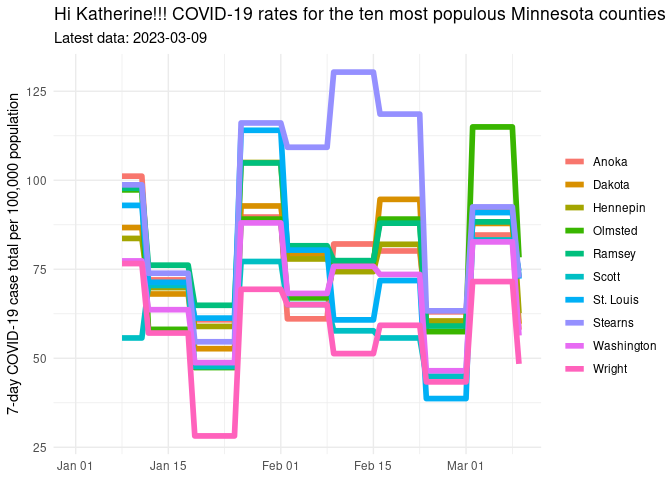 Hi Katherine!!! COVID-19 rates for the ten most populous Minnesota counties
Latest data: 2023-03-09
7-day COVID-19 case total per 100,000 population
125
100
75
50
25
Jan 01
Jan 15
Feb 01
Feb 15
Mar 01
Anoka
Dakota
Hennepin
Olmsted
Ramsey
Scott
St. Louis
Stearns
Washington
Wright